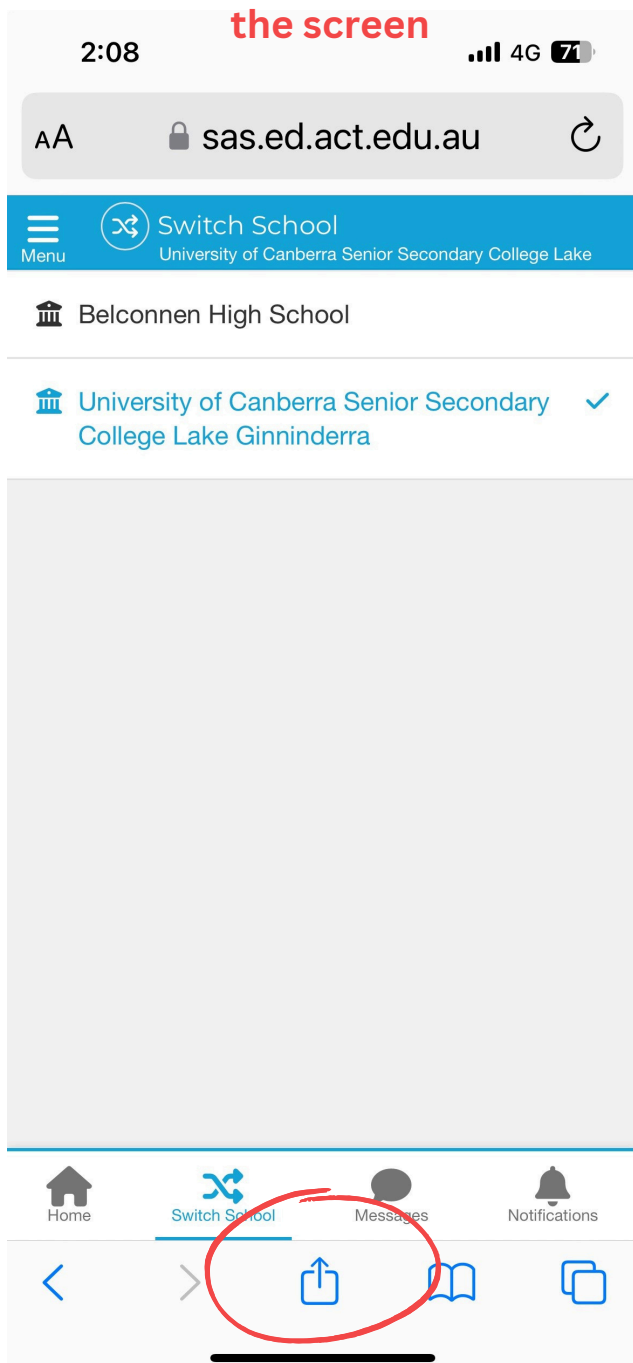 the screen
2:08
4G
71
AA
sas.ed.act.edu.au
Switch School
Menu
University of Canberra Senior Secondary College Lake
Belconnen High School
University of Canberra Senior Secondary
College Lake Ginninderra
Home
Switch School
Messages
Notifications